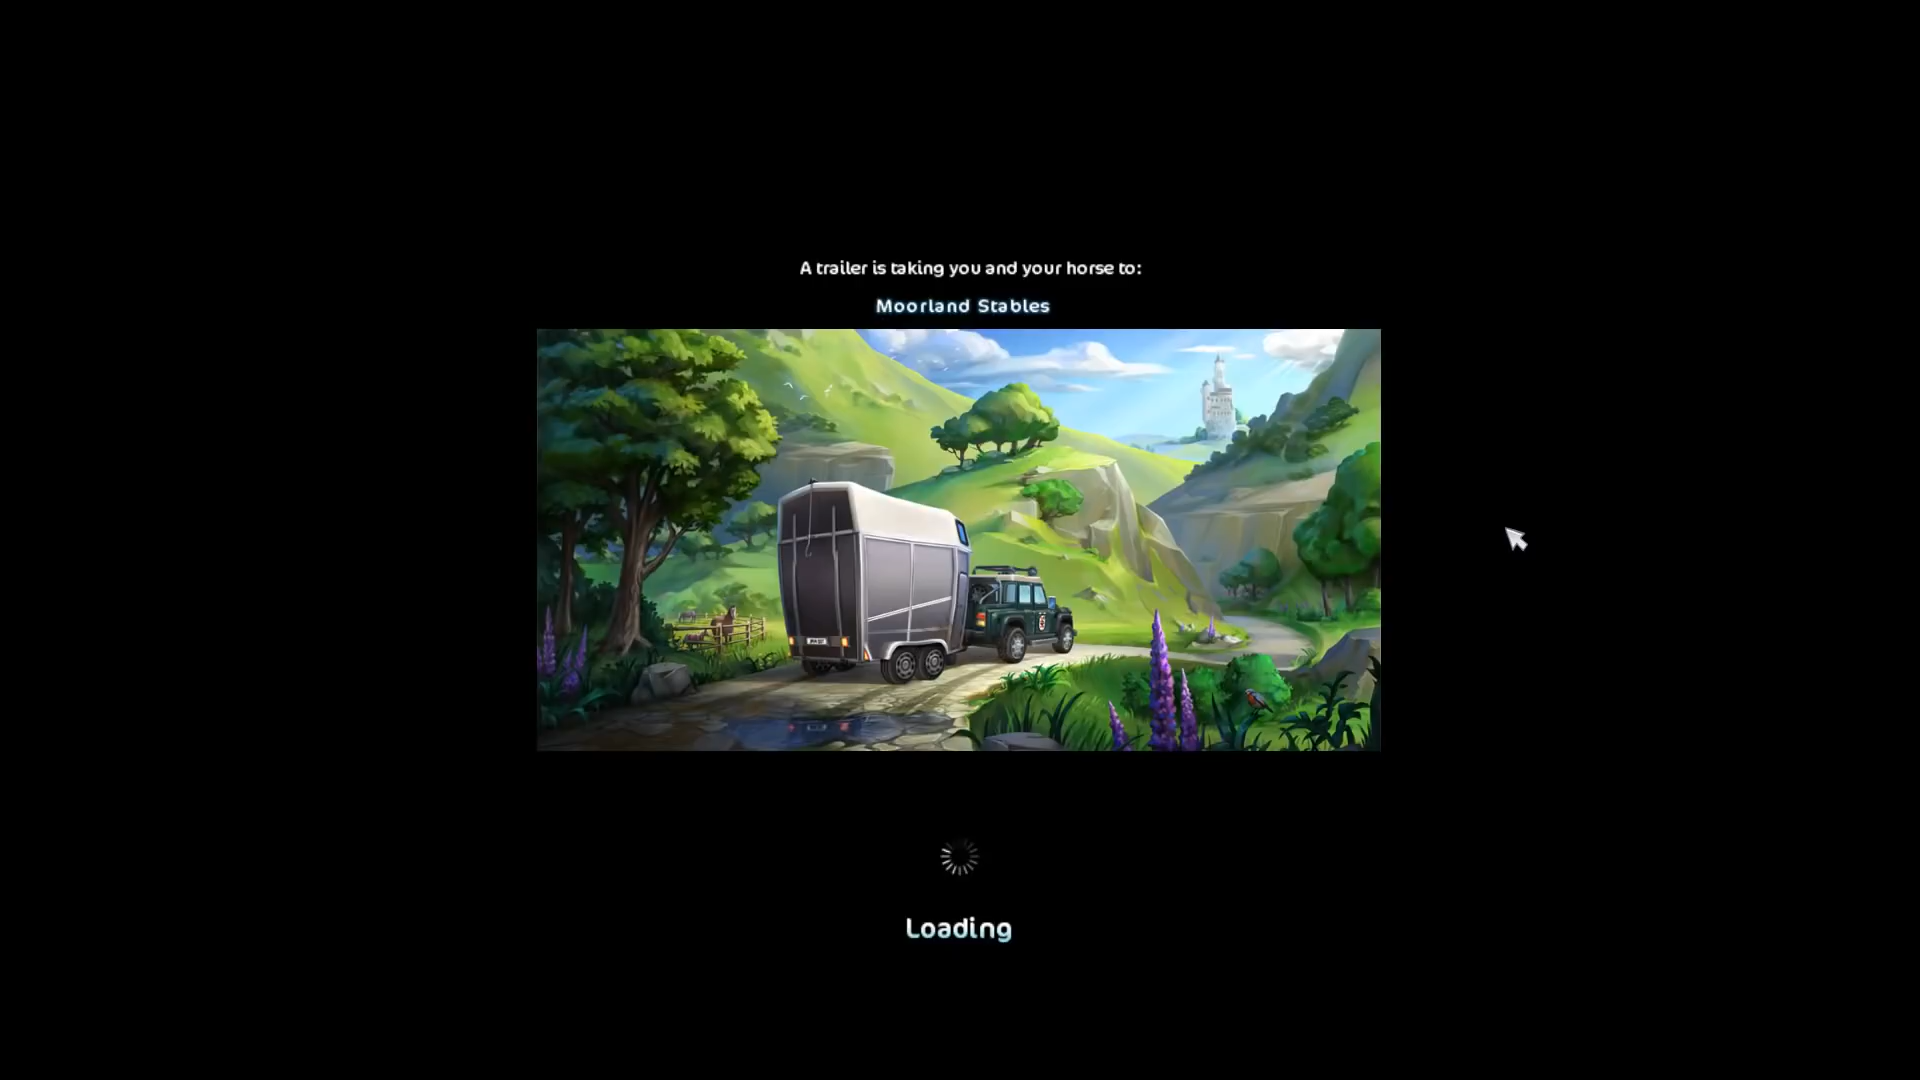 A trailer is taking you and your horse to:
Moorland Stables
Loading